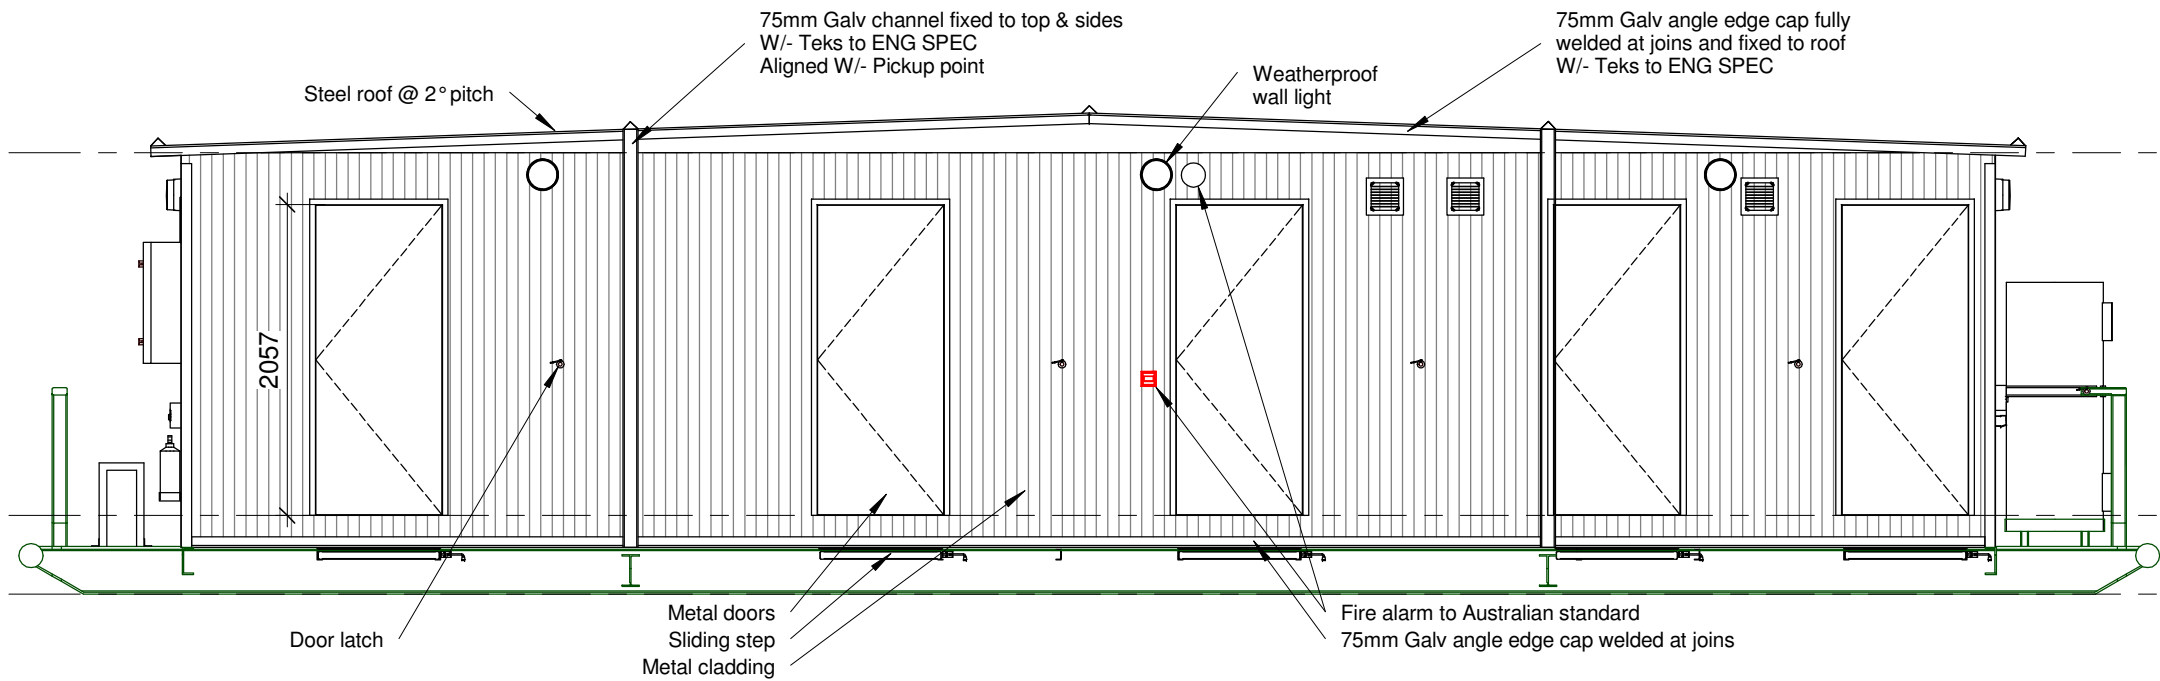 75mm Galv channel fixed to top & sides
W/- Teks to ENG SPEC
Aligned W/- Pickup point
75mm Galv angle edge cap fully
welded at joins and fixed to roof
W/- Teks to ENG SPEC
Weatherproof
wall light
Steel roof @ 2° pitch
2057
Metal doors
Sliding step
Metal cladding
Door latch
Fire alarm to Australian standard
75mm Galv angle edge cap welded at joins